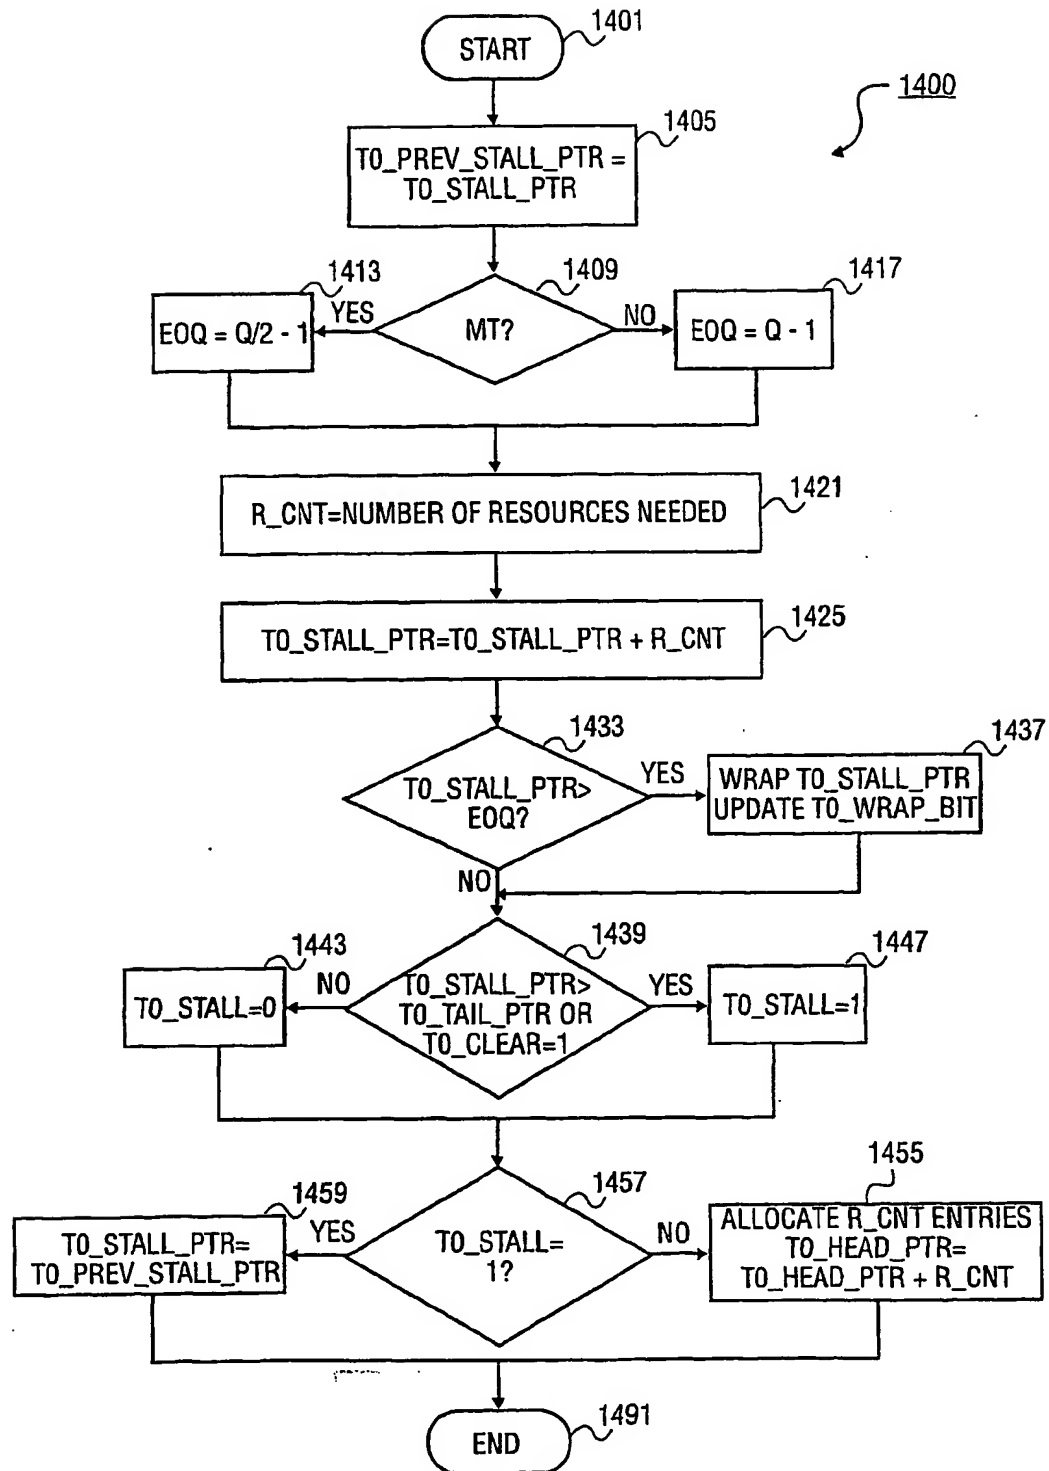 1401
START
1400
1405
T0_PREV_STALL_PTR =
T0_STALL_PTR
1413
1409
1417
YES
NO
EOQ = Q/2 - 1
MT?
EOQ = Q - 1
1421
R_CNT=NUMBER OF RESOURCES NEEDED
1425
T0_STALL_PTR=T0_STALL_PTR + R_CNT
1433
1437
T0_STALL_PTR>
EOQ?
YES
WRAP T0_STALL_PTR
UPDATE T0_WRAP_BIT
NO
1443
1439
1447
NO
YES
T0_STALL=0
T0_STALL_PTR>
T0_TAIL_PTR OR
T0_CLEAR=1
T0_STALL=1
1459
1457
1455
YES
NO
T0_STALL_PTR=
T0_PREV_STALL_PTR
T0_STALL=
1?
ALLOCATE R_CNT ENTRIES
T0_HEAD_PTR=
T0_HEAD_PTR + R_CNT
1491
END